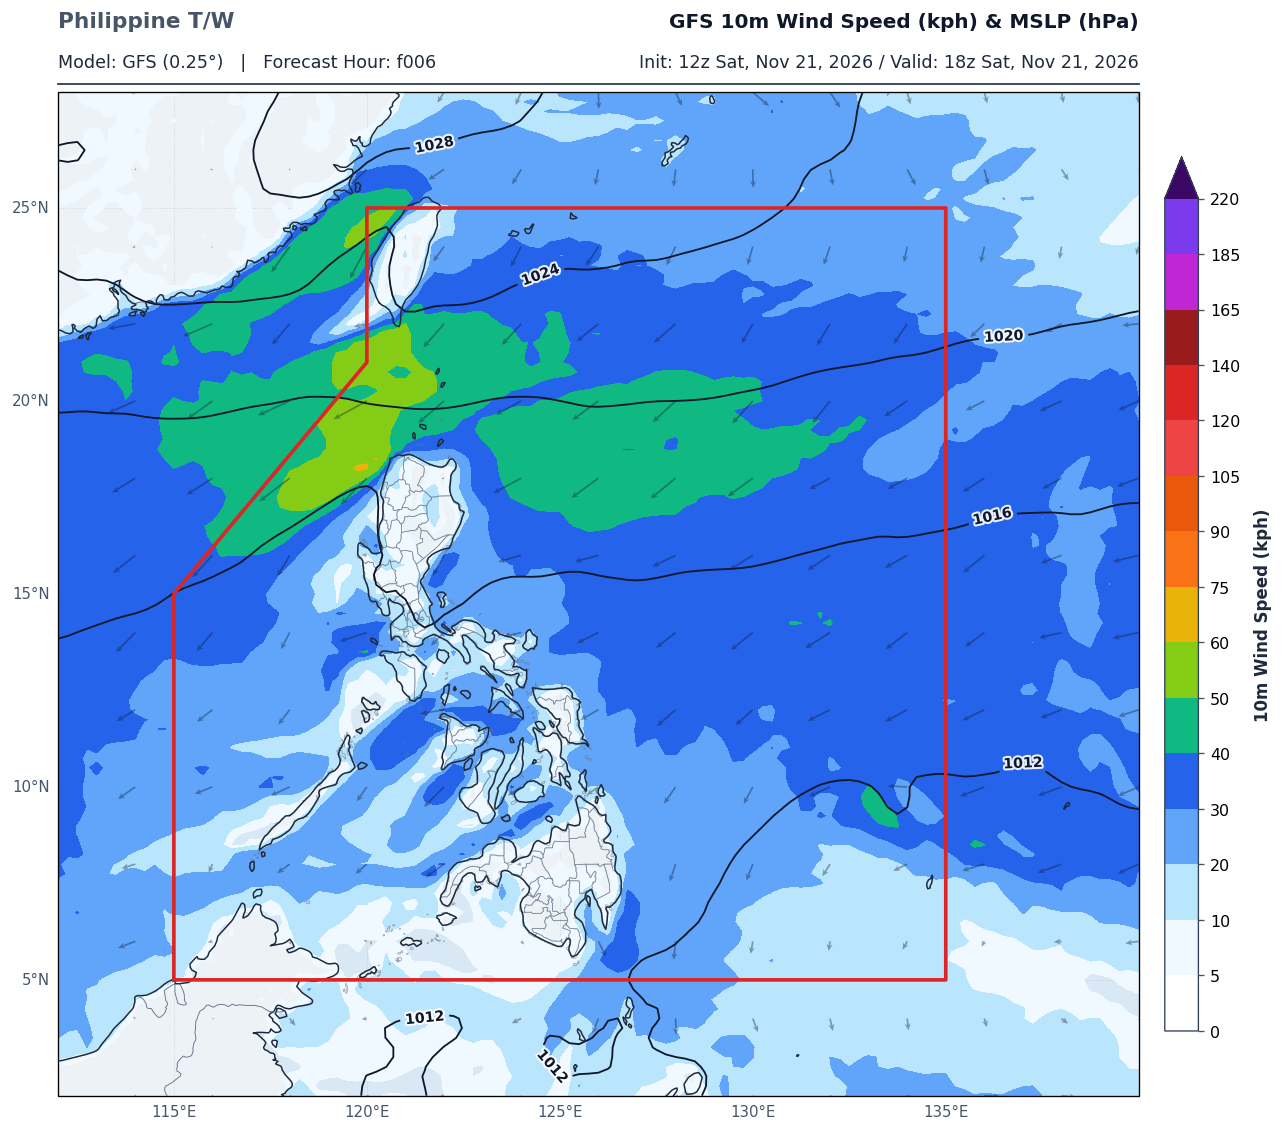 Philippine T/W
GFS 10m Wind Speed (kph) & MSLP (hPa)
Model: GFS (0.25°) | Forecast Hour: f006
Init: 12z Sat, Nov 21, 2026 / Valid: 18z Sat, Nov 21, 2026
1028
1024
1020
1016
1012
1012
1012
25°N
20°N
15°N
10°N
5°N
115°E
120°E
125°E
130°E
135°E
220
185
165
140
120
105
90
75
60
50
40
30
20
10
5
0
10m Wind Speed (kph)